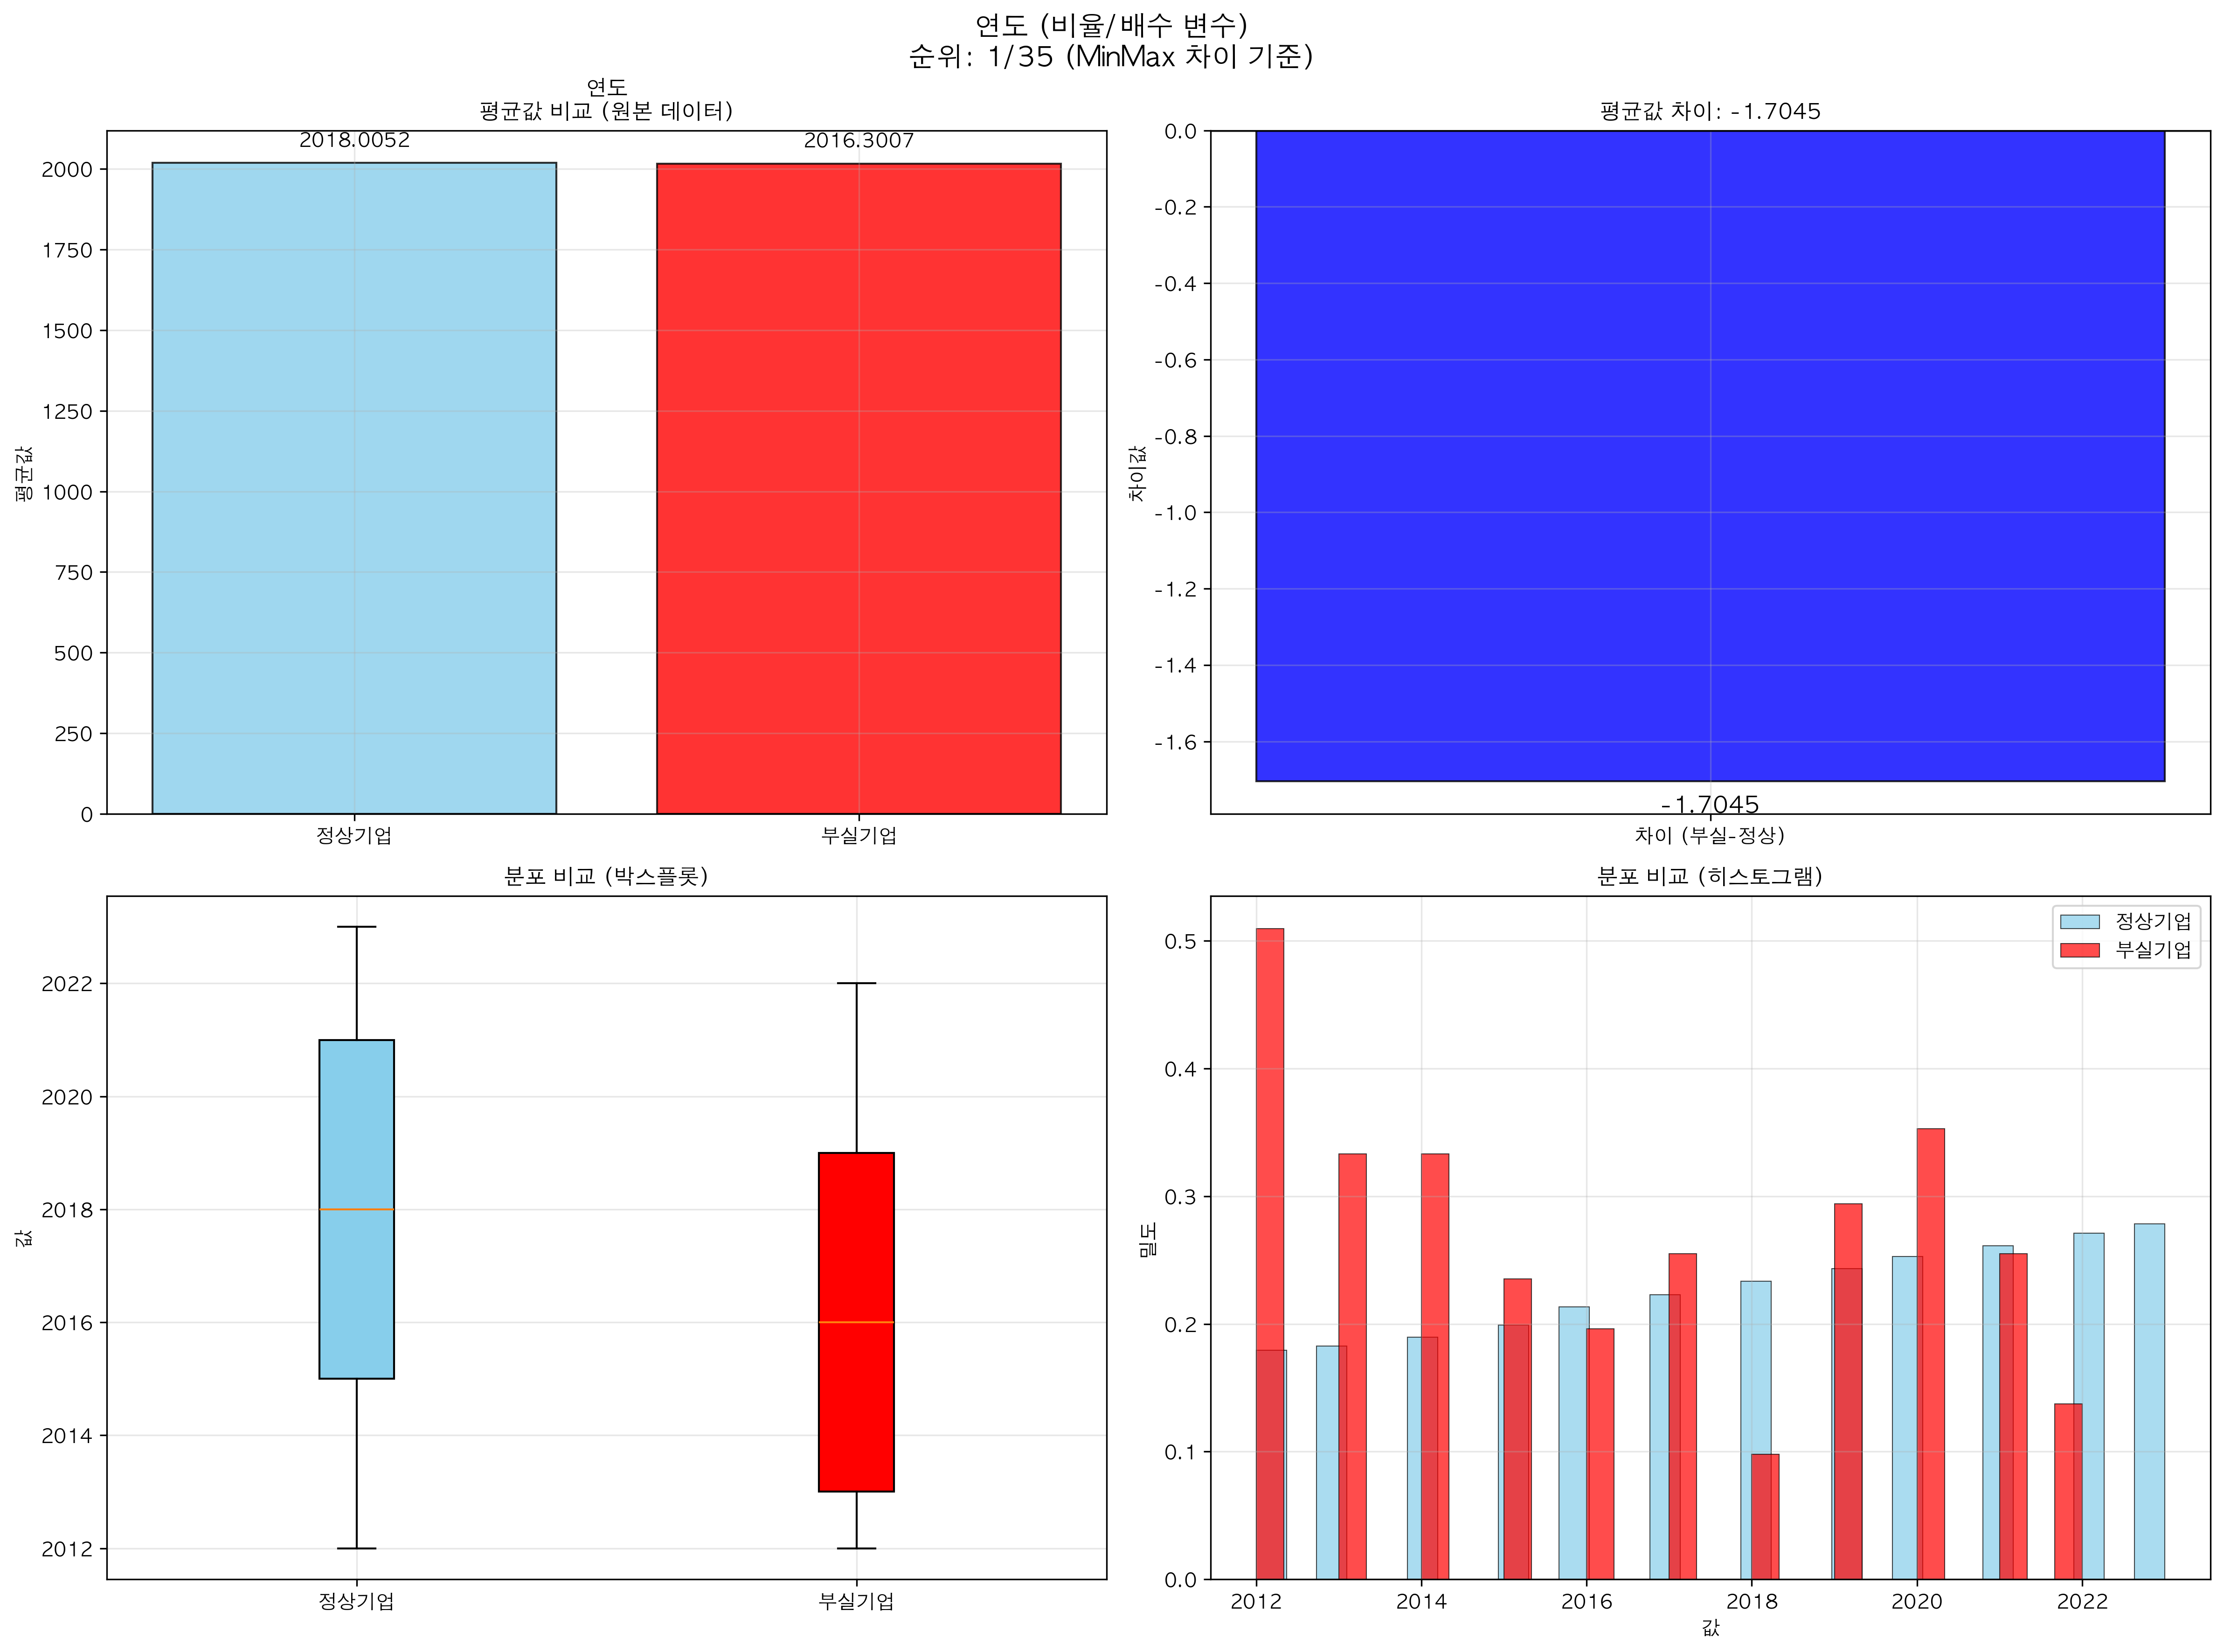 연도 (비율/배수 변수)
순위: 1/35 (MinMax 차이 기준)
연도
평균값 비교 (원본 데이터)
2018.0052
2016.3007
2000
1750
1500
1250
1000
750
500
250
0
평균값
정상기업
부실기업
평균값 차이: -1.7045
0.0
-0.2
-0.4
-0.6
-0.8
-1.0
-1.2
-1.4
-1.6
차이값
-1.7045
차이 (부실-정상)
분포 비교 (박스플롯)
2022
2020
2018
2016
2014
2012
값
정상기업
부실기업
분포 비교 (히스토그램)
정상기업
부실기업
0.5
0.4
0.3
0.2
0.1
0.0
밀도
2012
2014
2016
2018
2020
2022
값